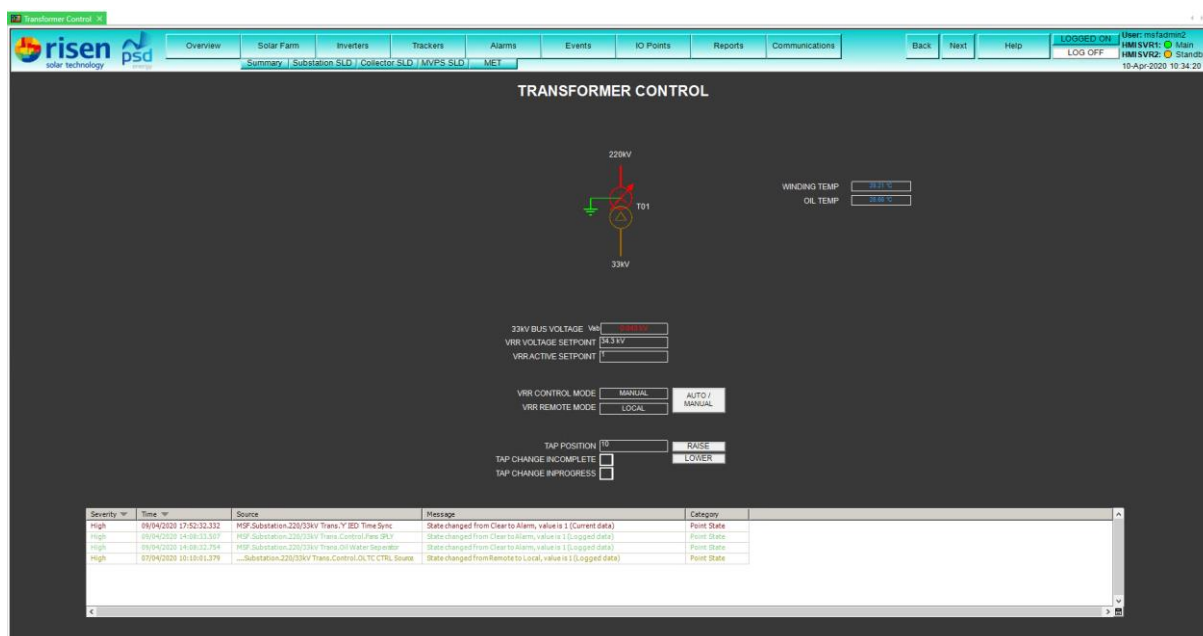 Transformer Control
risen
solar technology
psd
energy
Overview
Solar Farm
Inverters
Trackers
Alarms
Events
IO Points
Reports
Communications
Back
Next
Help
LOGGED ON
LOG OFF
User: msfadmin2
HMISVR1: Main
HMISVR2: Standb
10-Apr-2020 10:34:20
Summary
Substation SLD
Collector SLD
MVPS SLD
MET
TRANSFORMER CONTROL
220kV
T01
33kV
WINDING TEMP
OIL TEMP
33kV BUS VOLTAGE Vab
VRR VOLTAGE SETPOINT 34.3 kV
VRR ACTIVE SETPOINT 1
VRR CONTROL MODE MANUAL
VRR REMOTE MODE LOCAL
AUTO /
MANUAL
TAP POSITION 10
RAISE
TAP CHANGE INCOMPLETE
LOWER
TAP CHANGE INPROGRESS
Severity Time Source Message Category
High 09/04/2020 17:52:32.332 MSF.Substation.220/33kV Trans.'Y' IED Time Sync State changed from Clear to Alarm, value is 1 (Current data) Point State
High 09/04/2020 14:08:33.507 MSF.Substation.220/33kV Trans.Control.Fans SPLY State changed from Clear to Alarm, value is 1 (Logged data) Point State
High 09/04/2020 14:08:32.754 MSF.Substation.220/33kV Trans.Oil Water Seperator State changed from Clear to Alarm, value is 1 (Logged data) Point State
High 07/04/2020 10:10:01.379 ...Substation.220/33kV Trans.Control.OLTC CTRL Source State changed from Remote to Local, value is 1 (Logged data) Point State